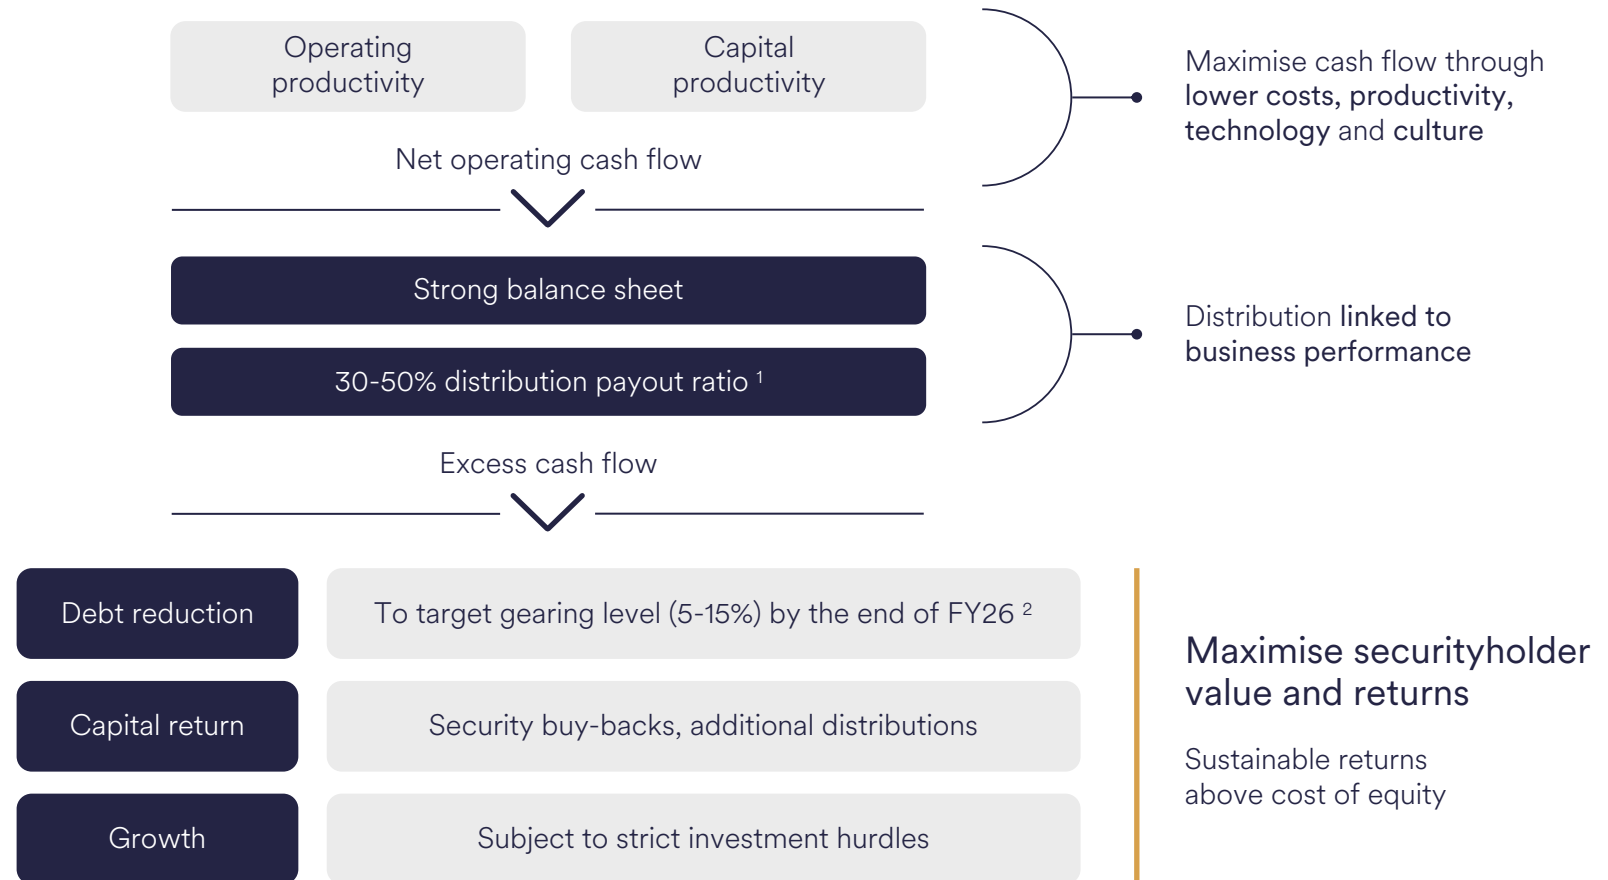 Operating
productivity
Capital
productivity
Maximise cash flow through
lower costs, productivity,
technology and culture
Net operating cash flow
Strong balance sheet
30-50% distribution payout ratio ¹
Distribution linked to
business performance
Excess cash flow
Debt reduction
To target gearing level (5-15%) by the end of FY26 ²
Capital return
Security buy-backs, additional distributions
Growth
Subject to strict investment hurdles
Maximise securityholder
value and returns
Sustainable returns
above cost of equity